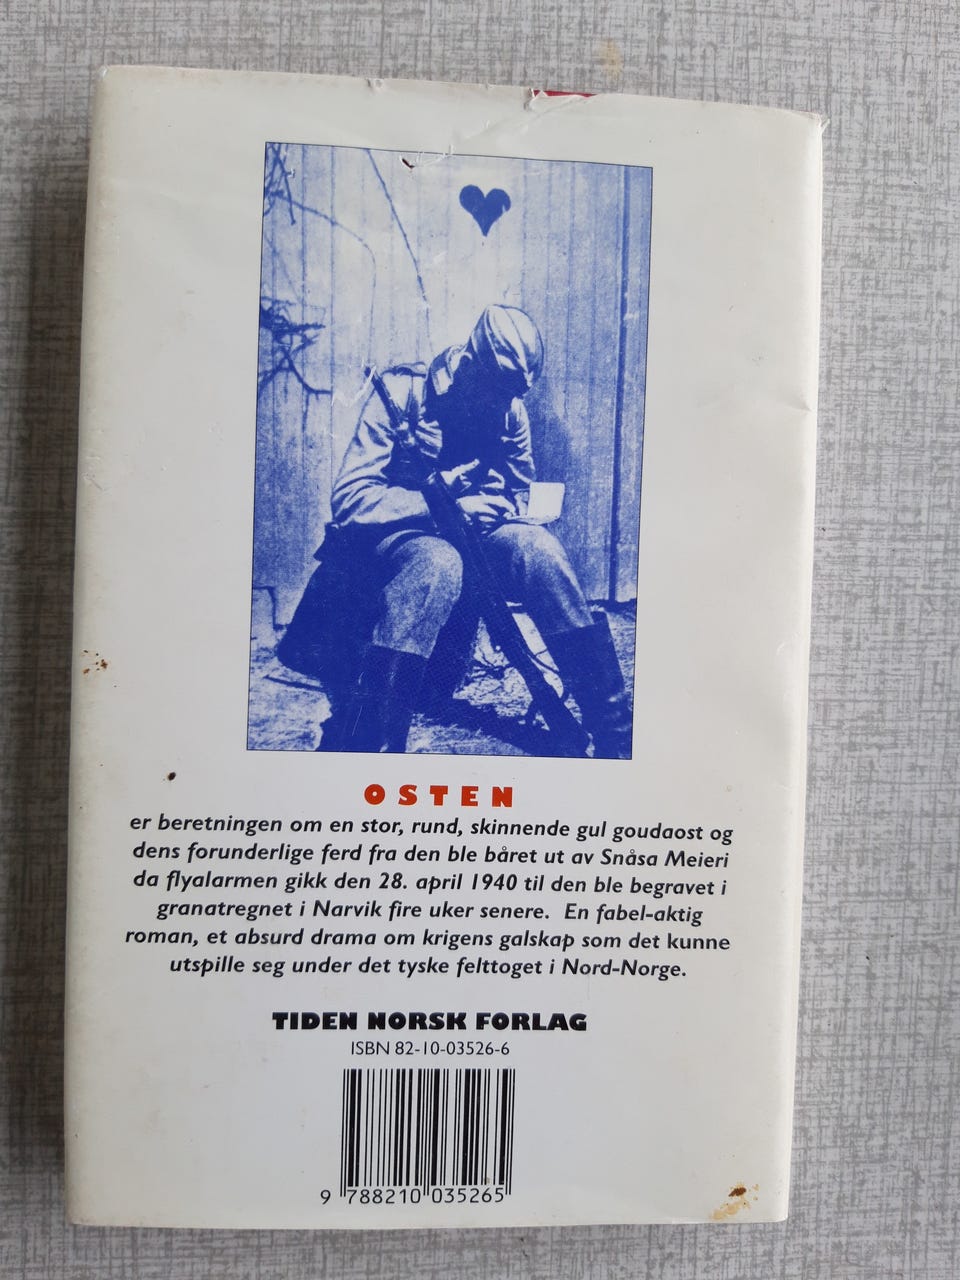 OSTEN
er beretningen om en stor, rund, skinnende gul goudaost og
dens forunderlige ferd fra den ble båret ut av Snåsa Meieri
da flyalarmen gikk den 28. april 1940 til den ble begravet i
granatregnet i Narvik fire uker senere. En fabel-aktig
roman, et absurd drama om krigens galskap som det kunne
utspille seg under det tyske felttoget i Nord-Norge.
TIDEN NORSK FORLAG
ISBN 82-10-03526-6
9 788210 035265